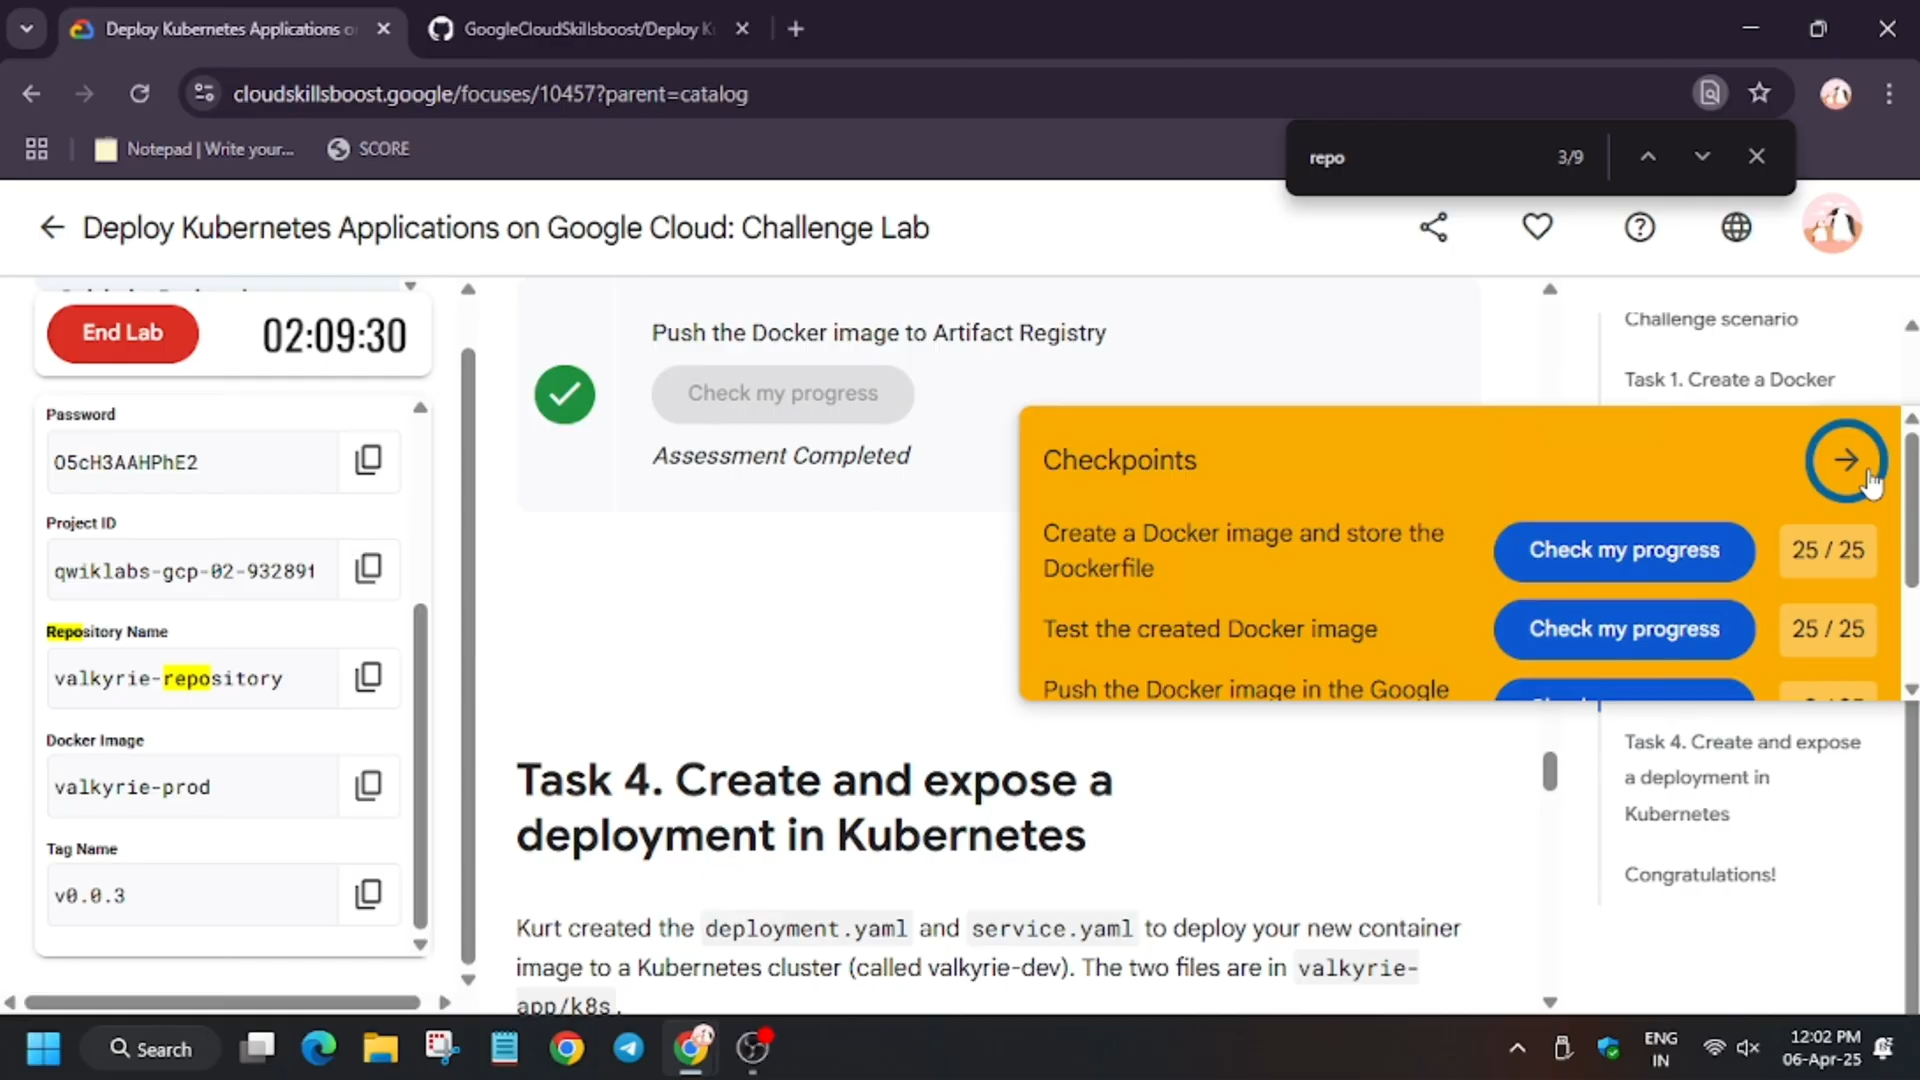 Deploy Kubernetes Applications o
GoogleCloudSkillsboost/Deploy K
cloudskillsboost.google/focuses/10457?parent=catalog
Notepad | Write your...
SCORE
repo
3/9
Deploy Kubernetes Applications on Google Cloud: Challenge Lab
End Lab
02:09:30
Password
O5cH3AAHPhE2
Project ID
qwiklabs-gcp-02-932891
Repository Name
valkyrie-repository
Docker Image
valkyrie-prod
Tag Name
v0.0.3
Push the Docker image to Artifact Registry
Check my progress
Assessment Completed
Task 4. Create and expose a
deployment in Kubernetes
Kurt created the deployment.yaml and service.yaml to deploy your new container
image to a Kubernetes cluster (called valkyrie-dev). The two files are in valkyrie-
app/k8s.
Checkpoints
Create a Docker image and store the
Dockerfile
Check my progress
25 / 25
Test the created Docker image
Check my progress
25 / 25
Push the Docker image in the Google
Challenge scenario
Task 1. Create a Docker
Task 4. Create and expose
a deployment in
Kubernetes
Congratulations!
Search
ENG
IN
12:02 PM
06-Apr-25